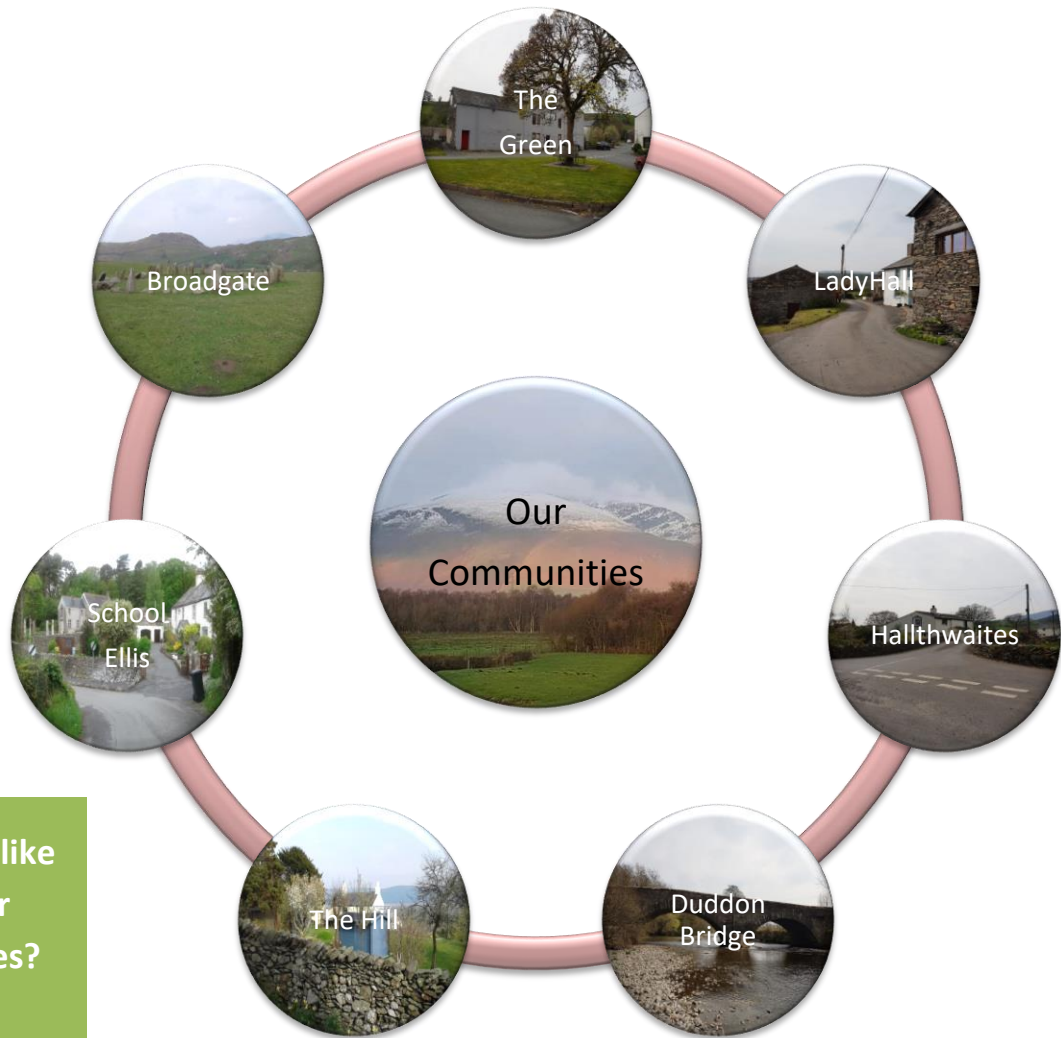 The
Green
LadyHall
Hallthwaites
Duddon
Bridge
The Hill
School
Ellis
Broadgate
Our
Communities
like
r
es?